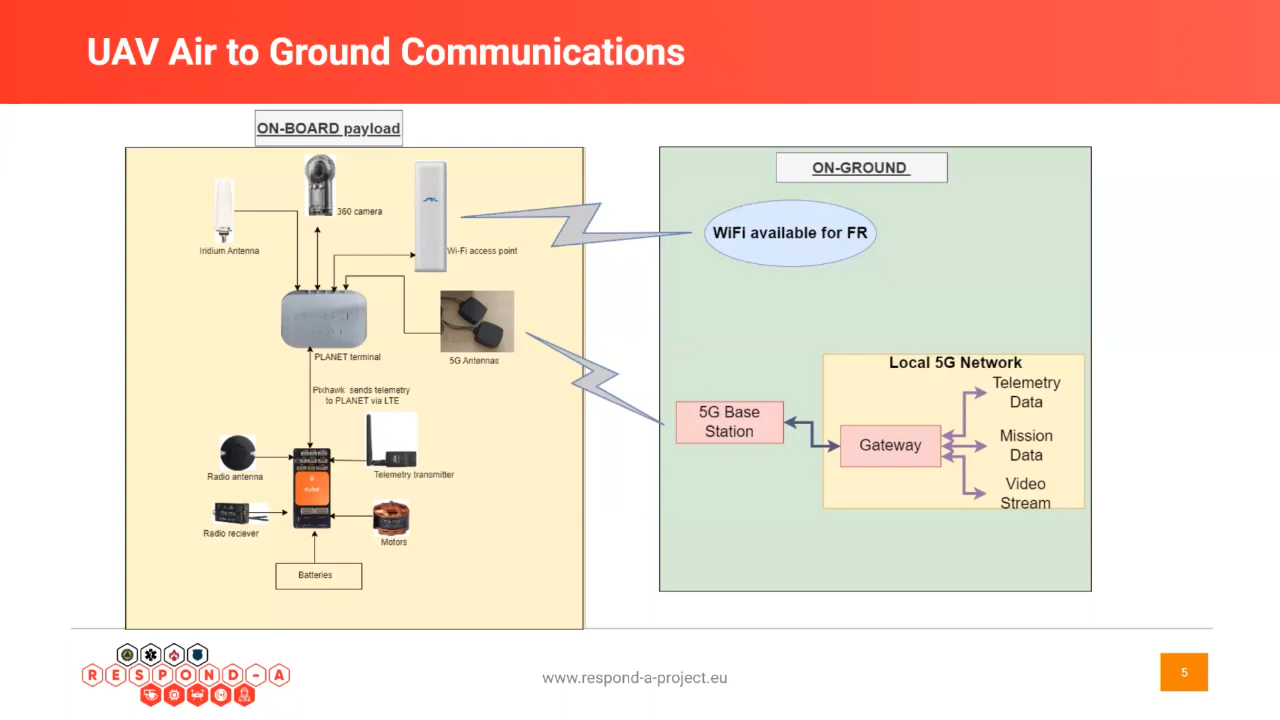 UAV Air to Ground Communications
ON-BOARD payload
360 camera
Iridium Antenna
Wi-Fi access point
PLANET terminal
5G Antennas
Pixhawk sends telemetry
to PLANET via LTE
Radio antenna
Telemetry transmitter
Radio reciever
Motors
Batteries
ON-GROUND
WiFi available for FR
Local 5G Network
5G Base
Station
Gateway
Telemetry
Data
Mission
Data
Video
Stream
RESPOND-A
www.respond-a-project.eu
5